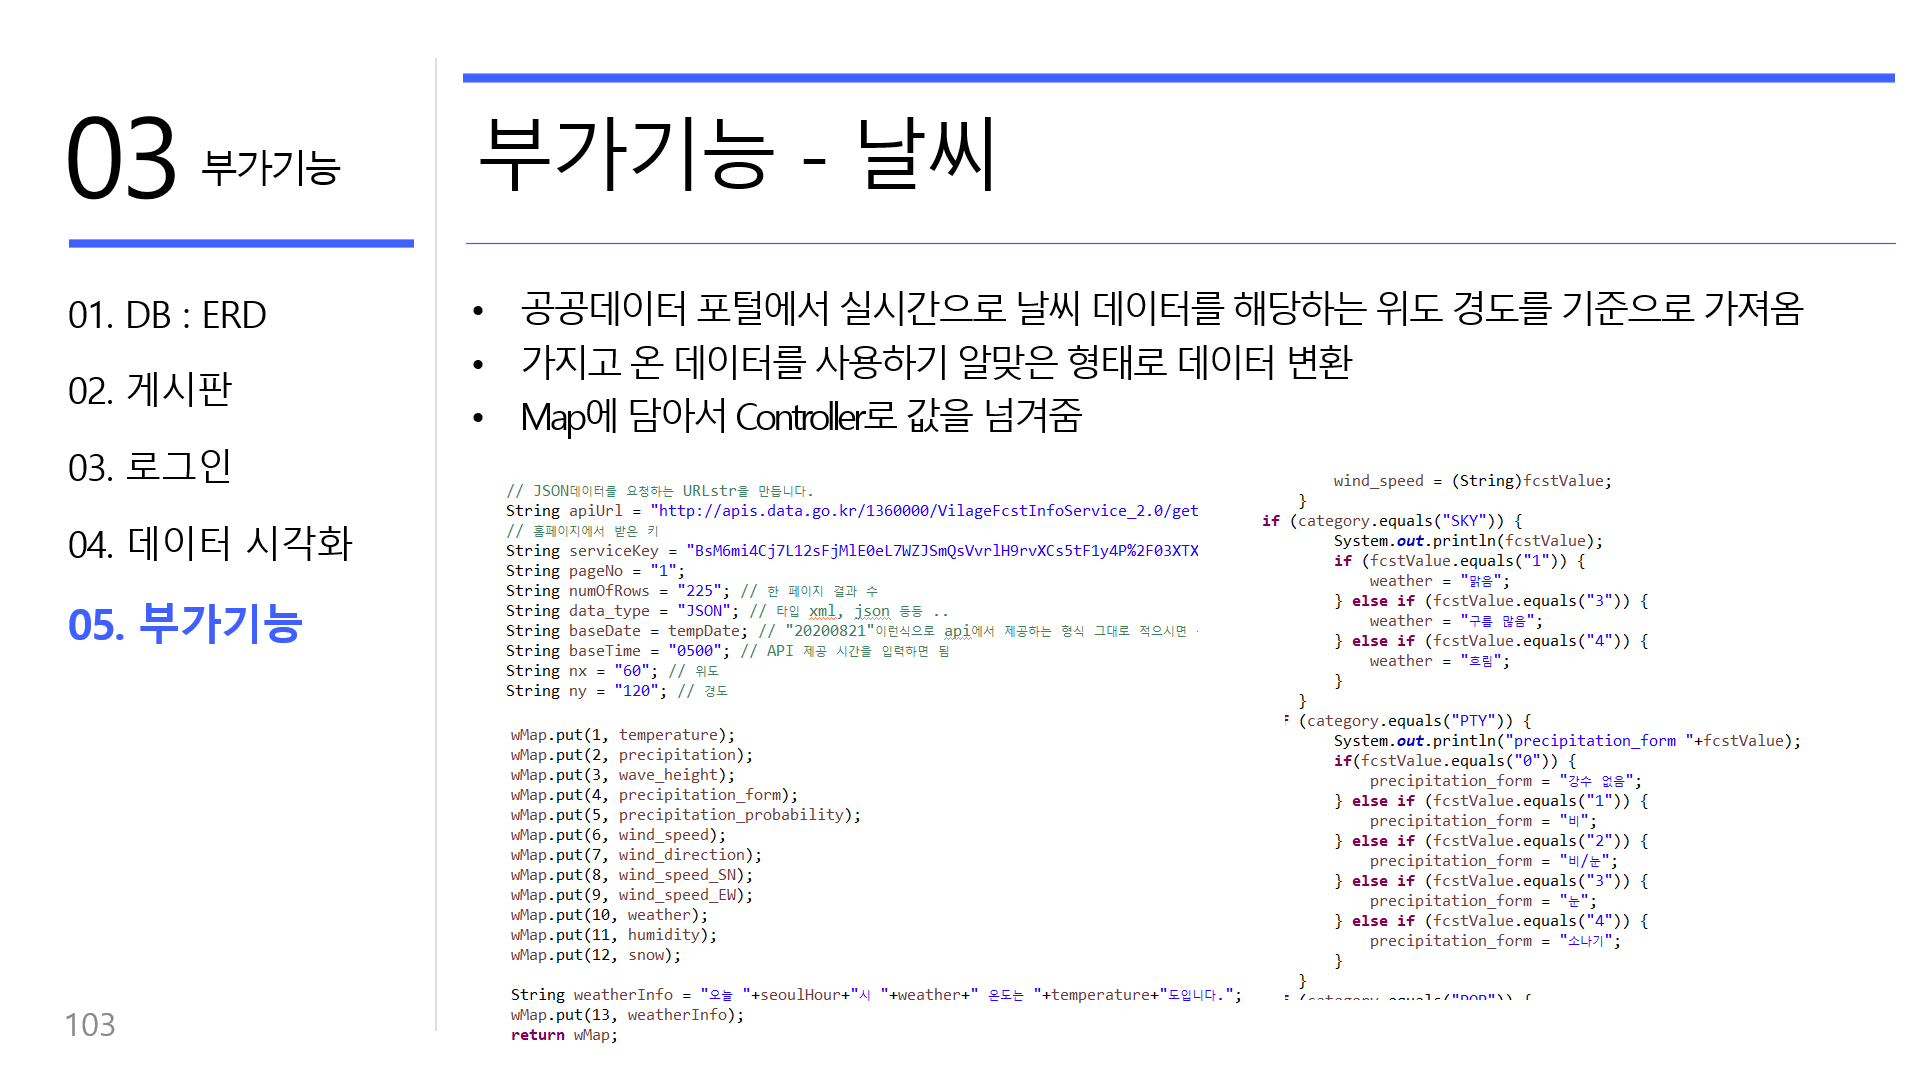 03 부가기능
01. DB : ERD
02. 게시판
03. 로그인
04. 데이터 시각화
05. 부가기능
103
부가기능 - 날씨
• 공공데이터 포털에서 실시간으로 날씨 데이터를 해당하는 위도 경도를 기준으로 가져옴
• 가지고 온 데이터를 사용하기 알맞은 형태로 데이터 변환
• Map에 담아서 Controller로 값을 넘겨줌
// JSON데이터를 요청하는 URLstr을 만듭니다.
String apiUrl = "http://apis.data.go.kr/1360000/VilageFcstInfoService_2.0/get
// 홈페이지에서 받은 키
String serviceKey = "BsM6mi4Cj7L12sFjMlE0eL7WZJSmQsVvrlH9rvXCs5tF1y4P%2F03XTX
String pageNo = "1";
String numOfRows = "225"; // 한 페이지 결과 수
String data_type = "JSON"; // 타입 xml, json 등등 ..
String baseDate = tempDate; // "20200821"이런식으로 api에서 제공하는 형식 그대로 적으시면
String baseTime = "0500"; // API 제공 시간을 입력하면 됨
String nx = "60"; // 위도
String ny = "120"; // 경도
wMap.put(1, temperature);
wMap.put(2, precipitation);
wMap.put(3, wave_height);
wMap.put(4, precipitation_form);
wMap.put(5, precipitation_probability);
wMap.put(6, wind_speed);
wMap.put(7, wind_direction);
wMap.put(8, wind_speed_SN);
wMap.put(9, wind_speed_EW);
wMap.put(10, weather);
wMap.put(11, humidity);
wMap.put(12, snow);
String weatherInfo = "오늘 "+seoulHour+"시 "+weather+" 온도는 "+temperature+"도입니다.";
wMap.put(13, weatherInfo);
return wMap;
wind_speed = (String)fcstValue;
}
if (category.equals("SKY")) {
System.out.println(fcstValue);
if (fcstValue.equals("1")) {
weather = "맑음";
} else if (fcstValue.equals("3")) {
weather = "구름 많음";
} else if (fcstValue.equals("4")) {
weather = "흐림";
}
}
(category.equals("PTY")) {
System.out.println("precipitation_form "+fcstValue);
if(fcstValue.equals("0")) {
precipitation_form = "강수 없음";
} else if (fcstValue.equals("1")) {
precipitation_form = "비";
} else if (fcstValue.equals("2")) {
precipitation_form = "비/눈";
} else if (fcstValue.equals("3")) {
precipitation_form = "눈";
} else if (fcstValue.equals("4")) {
precipitation_form = "소나기";
}
}